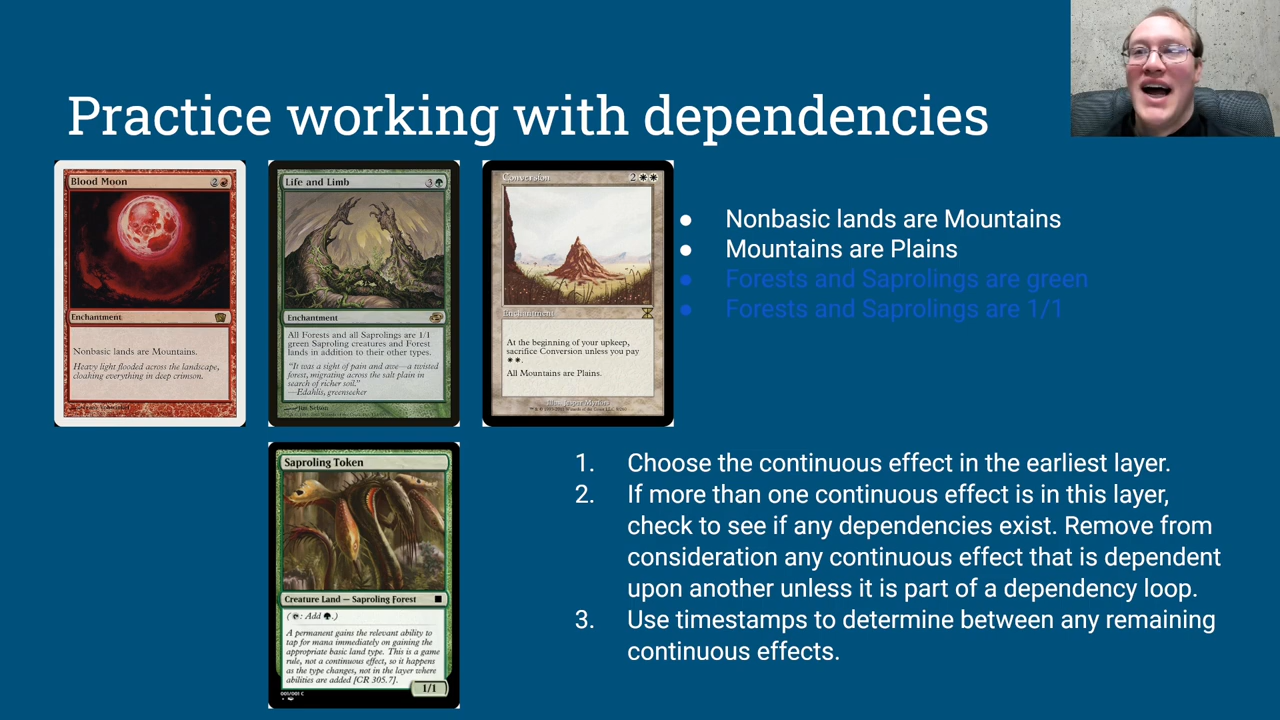 Practice working with dependencies
Blood Moon 2
Enchantment
Nonbasic lands are Mountains.
Heavy light flooded across the landscape,
cloaking everything in deep crimson.
Life and Limb 3
Enchantment
All Forests and all Saprolings are 1/1
green Saproling creatures and Forest
lands in addition to their other types.
"It was a sight of pain and awe—a twisted
forest, migrating across the salt plain in
search of richer soil."
—Edahlis, greenseeker
Jim Nelson
Conversion 2
Enchantment
At the beginning of your upkeep,
sacrifice Conversion unless you pay
.
All Mountains are Plains.
Illus. Jesper Myrfors
• Nonbasic lands are Mountains
• Mountains are Plains
• Forests and Saprolings are green
• Forests and Saprolings are 1/1
Saproling Token
Creature Land — Saproling Forest
( : Add .)
A permanent gains the relevant ability to
tap for mana immediately on gaining the
appropriate basic land type. This is a game
rule, not a continuous effect, so it happens
as the type changes, not in the layer where
abilities are added [CR 305.7].
1/1
001/001 C
1. Choose the continuous effect in the earliest layer.
2. If more than one continuous effect is in this layer,
check to see if any dependencies exist. Remove from
consideration any continuous effect that is dependent
upon another unless it is part of a dependency loop.
3. Use timestamps to determine between any remaining
continuous effects.